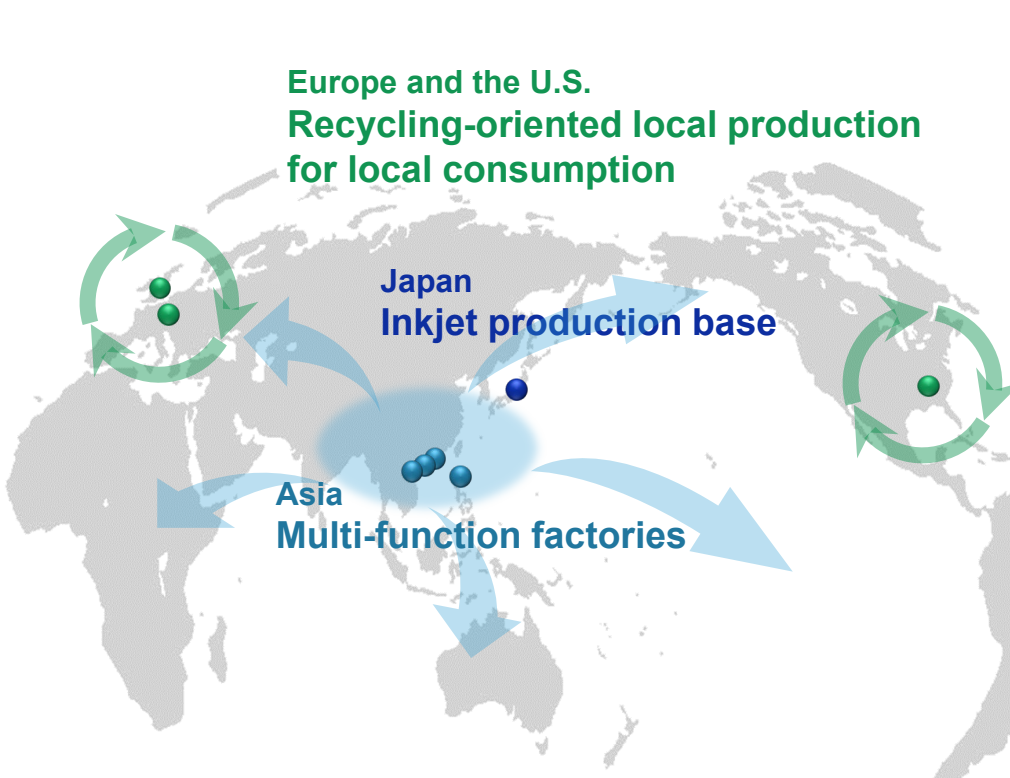 Europe and the U.S.
Recycling-oriented local production
for local consumption
Japan
Inkjet production base
Asia
Multi-function factories